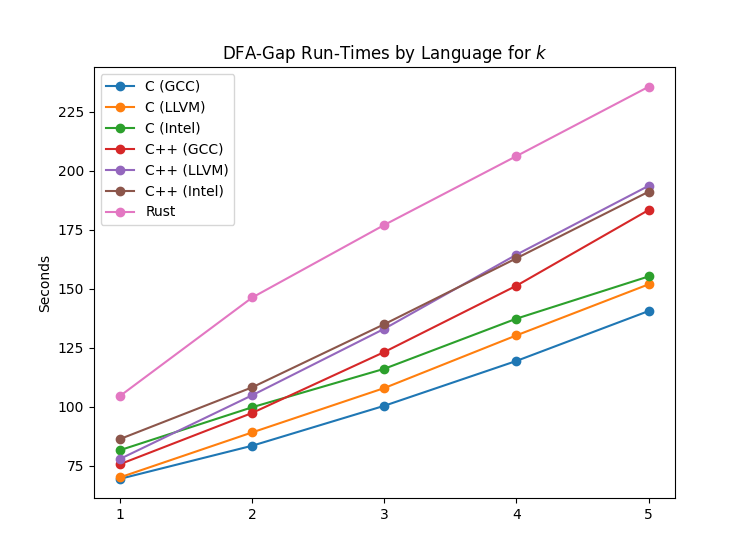 DFA-Gap Run-Times by Language for k
C (GCC)
C (LLVM)
C (Intel)
C++ (GCC)
C++ (LLVM)
C++ (Intel)
Rust
Seconds
225
200
175
150
125
100
75
1 2 3 4 5